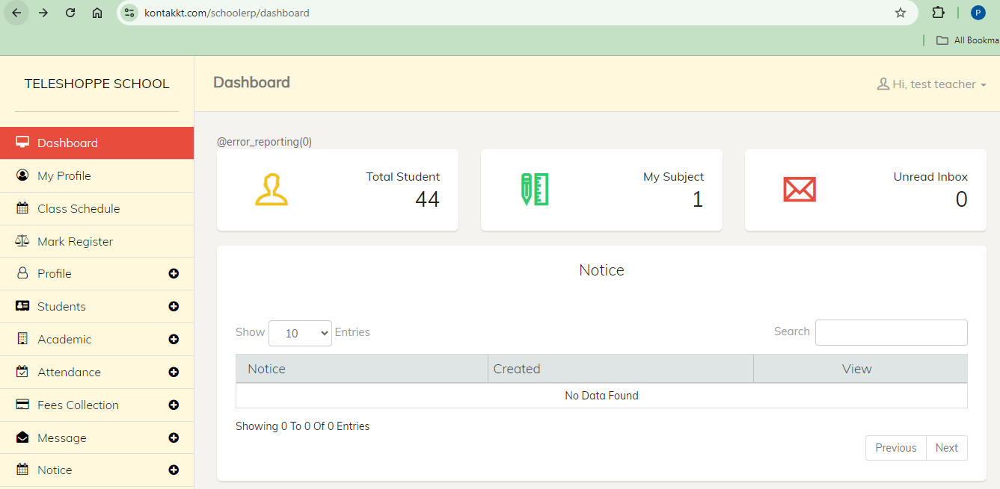 kontakkt.com/schoolerp/dashboard
P
All Bookma
TELESHOPPE SCHOOL
Dashboard
Hi, test teacher
Dashboard
My Profile
Class Schedule
Mark Register
Profile
Students
Academic
Attendance
Fees Collection
Message
Notice
@error_reporting(0)
Total Student
44
My Subject
1
Unread Inbox
0
Notice
Show 10 Entries
Search
Notice Created View
No Data Found
Showing 0 To 0 Of 0 Entries
Previous Next